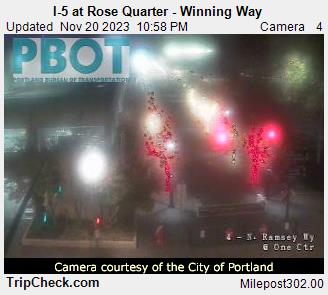 I-5 at Rose Quarter - Winning Way
Updated Nov 20 2023 10:58 PM Camera 4
PBOT
PORTLAND BUREAU OF TRANSPORTATION
4 - N. Ramsey Wy
@ One Ctr
Camera courtesy of the City of Portland
TripCheck.com Milepost302.00